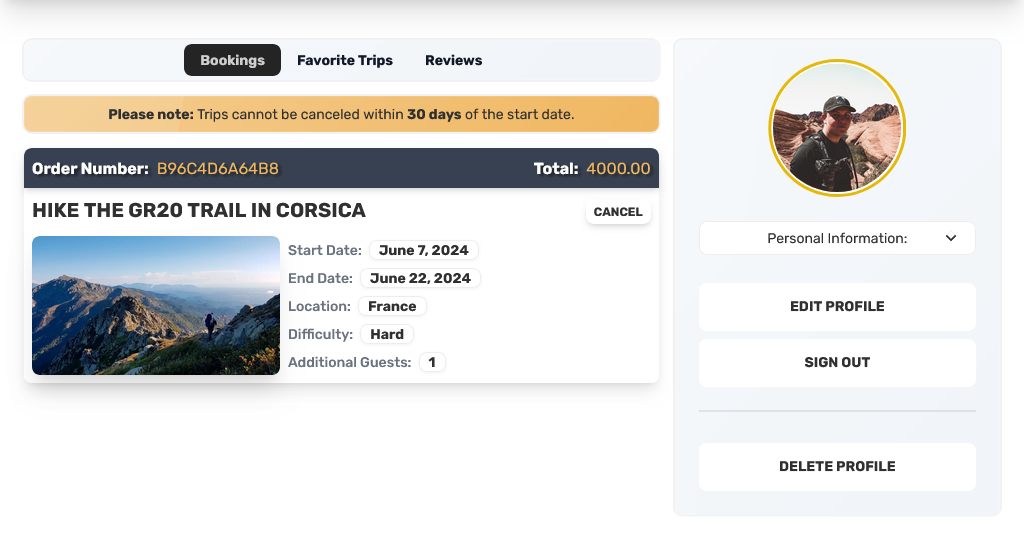 Bookings
Favorite Trips
Reviews
Please note: Trips cannot be canceled within 30 days of the start date.
Order Number: B96C4D6A64B8
Total: 4000.00
HIKE THE GR20 TRAIL IN CORSICA
CANCEL
Start Date: June 7, 2024
End Date: June 22, 2024
Location: France
Difficulty: Hard
Additional Guests: 1
Personal Information:
EDIT PROFILE
SIGN OUT
DELETE PROFILE